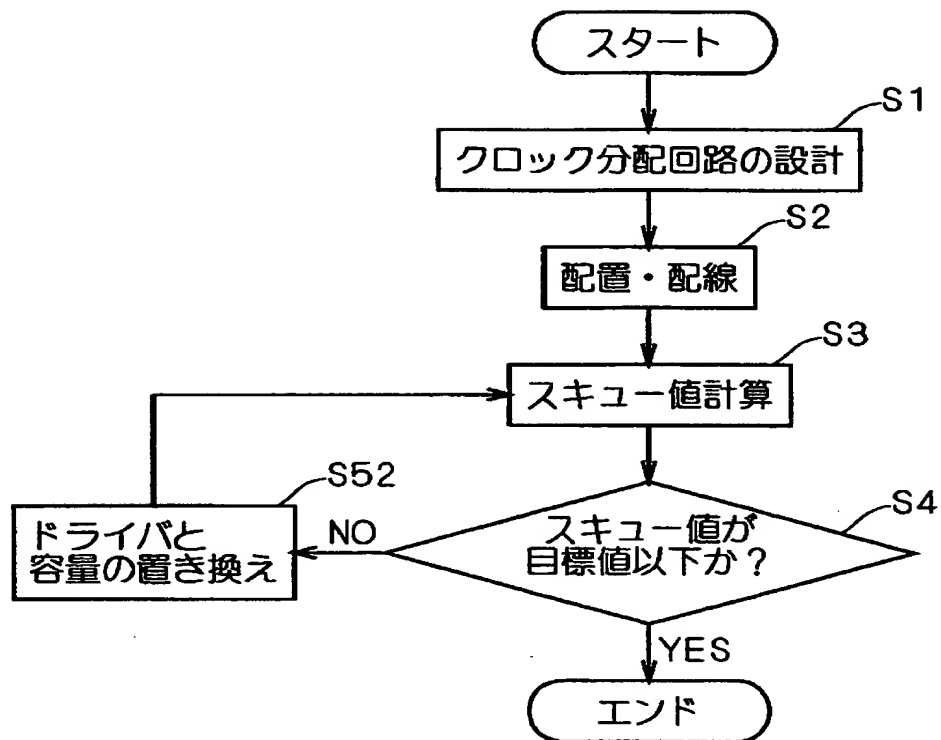 スタート
S1
クロック分配回路の設計
S2
配置・配線
S3
スキュー値計算
S52
ドライバと
容量の置き換え
NO
S4
スキュー値が
目標値以下か?
YES
エンド